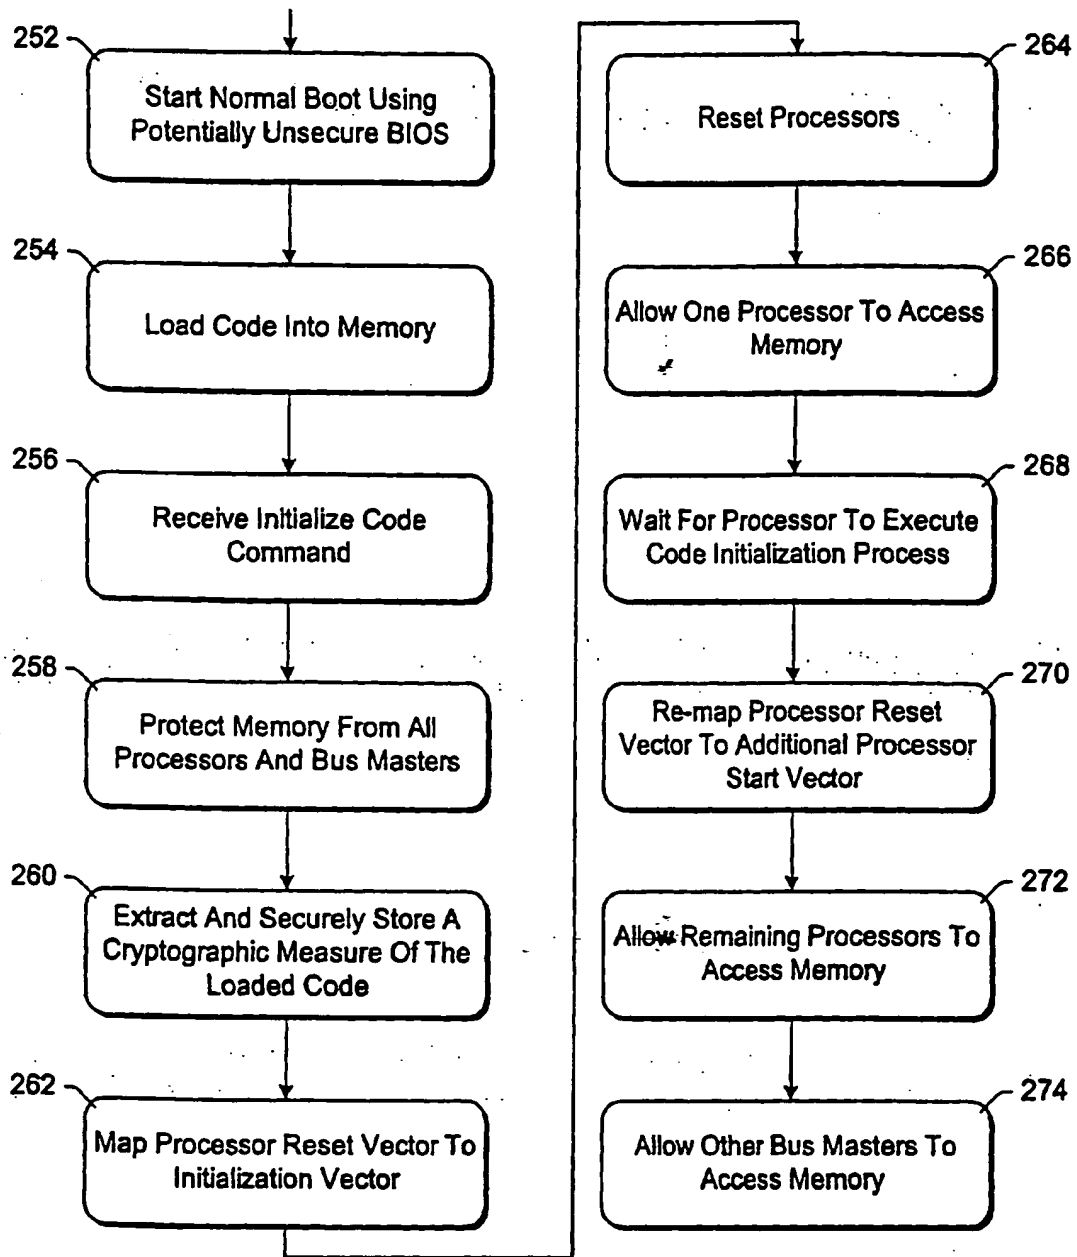 252
Start Normal Boot Using
Potentially Unsecure BIOS
254
Load Code Into Memory
256
Receive Initialize Code
Command
258
Protect Memory From All
Processors And Bus Masters
260
Extract And Securely Store A
Cryptographic Measure Of The
Loaded Code
262
Map Processor Reset Vector To
Initialization Vector
264
Reset Processors
266
Allow One Processor To Access
Memory
268
Wait For Processor To Execute
Code Initialization Process
270
Re-map Processor Reset
Vector To Additional Processor
Start Vector
272
Allow Remaining Processors To
Access Memory
274
Allow Other Bus Masters To
Access Memory